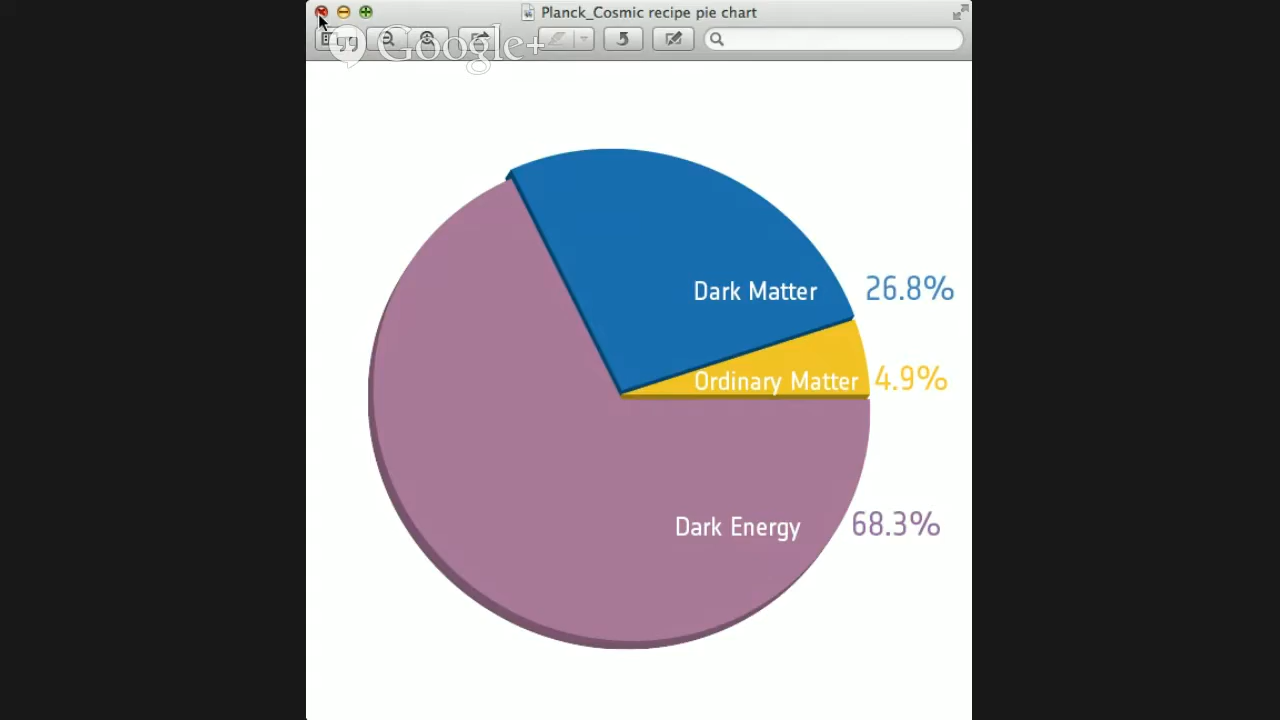 Planck_Cosmic recipe pie chart
Google+
Dark Matter 26.8%
Ordinary Matter 4.9%
Dark Energy 68.3%